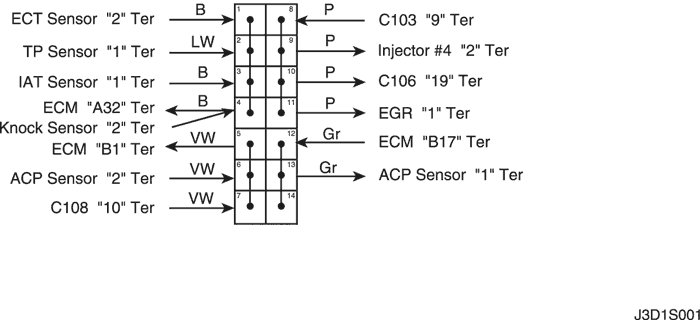 ECT Sensor "2" Ter B 1 8 P C103 "9" Ter
TP Sensor "1" Ter LW 2 9 P Injector #4 "2" Ter
IAT Sensor "1" Ter B 3 10 P C106 "19" Ter
ECM "A32" Ter B 4 11 P EGR "1" Ter
Knock Sensor "2" Ter
ECM "B1" Ter VW 5 12 Gr ECM "B17" Ter
ACP Sensor "2" Ter VW 6 13 Gr ACP Sensor "1" Ter
C108 "10" Ter VW 7 14
J3D1S001